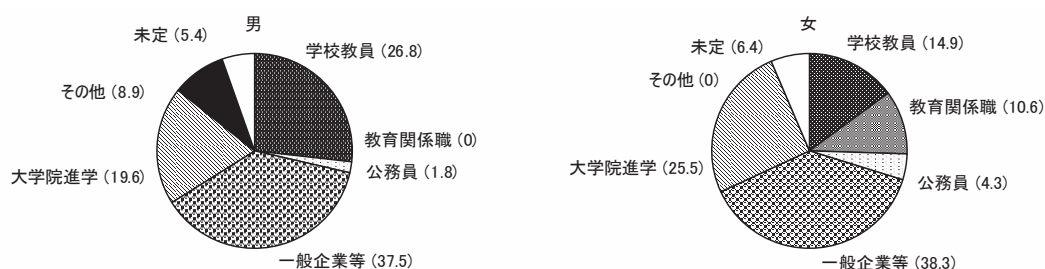 男
未定 (5.4)
学校教員 (26.8)
その他 (8.9)
教育関係職 (0)
公務員 (1.8)
大学院進学 (19.6)
一般企業等 (37.5)
女
未定 (6.4)
学校教員 (14.9)
その他 (0)
教育関係職 (10.6)
大学院進学 (25.5)
公務員 (4.3)
一般企業等 (38.3)